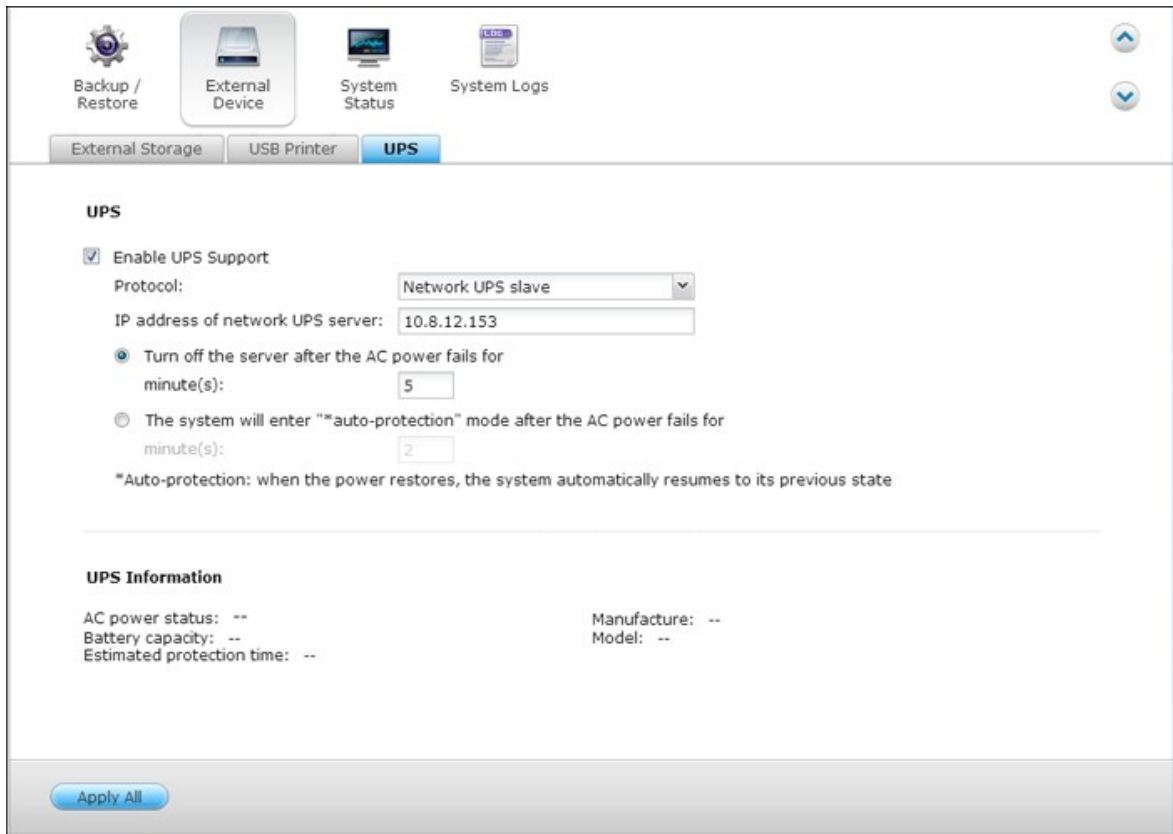 LOG
Backup /
Restore
External
Device
System
Status
System Logs
External Storage
USB Printer
UPS
UPS
Enable UPS Support
Protocol:
Network UPS slave
IP address of network UPS server:
10.8.12.153
Turn off the server after the AC power fails for
minute(s):
5
The system will enter "*auto-protection" mode after the AC power fails for
minute(s):
2
*Auto-protection: when the power restores, the system automatically resumes to its previous state
UPS Information
AC power status: --
Battery capacity: --
Estimated protection time: --
Manufacture: --
Model: --
Apply All